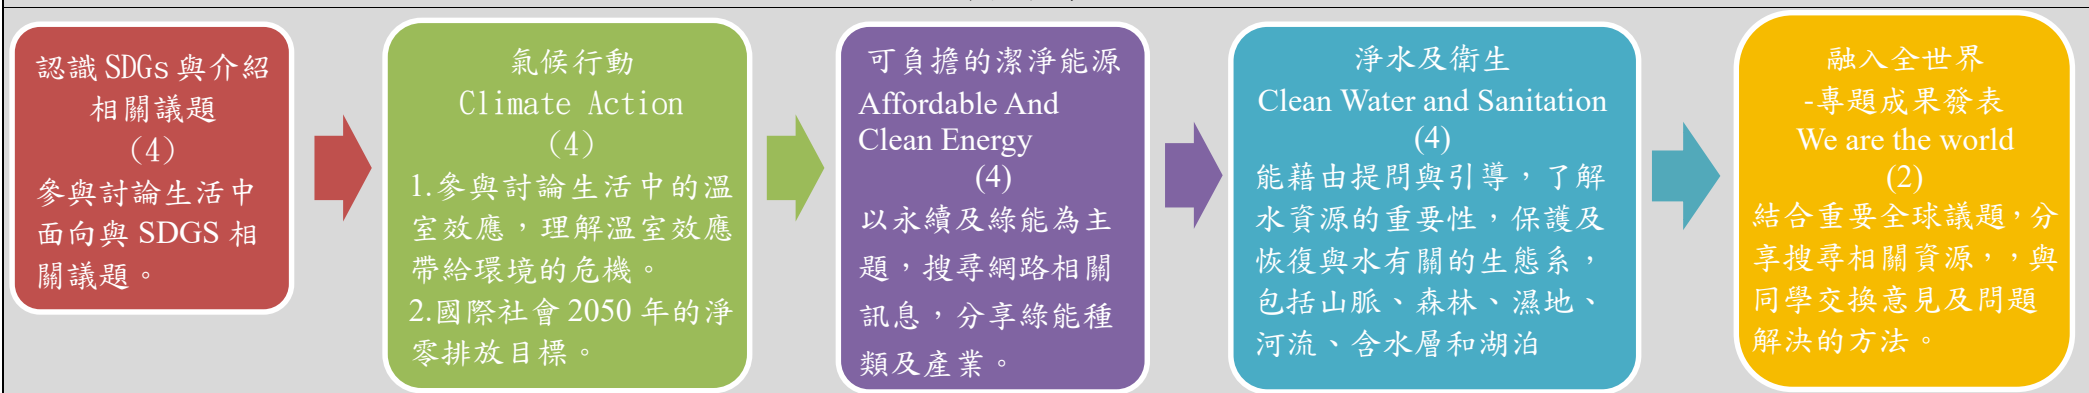 認識 SDGs 與介紹
相關議題
(4)
參與討論生活中
面向與 SDGS 相
關議題。
氣候行動
Climate Action
(4)
1.參與討論生活中的溫
室效應，理解溫室效應
帶給環境的危機。
2.國際社會 2050 年的淨
零排放目標。
可負擔的潔淨能源
Affordable And
Clean Energy
(4)
以永續及綠能為主
題，搜尋網路相關
訊息，分享綠能種
類及產業。
淨水及衛生
Clean Water and Sanitation
(4)
能藉由提問與引導，了解
水資源的重要性，保護及
恢復與水有關的生態系，
包括山脈、森林、濕地、
河流、含水層和湖泊
融入全世界
-專題成果發表
We are the world
(2)
結合重要全球議題，分
享搜尋相關資源，，與
同學交換意見及問題
解決的方法。